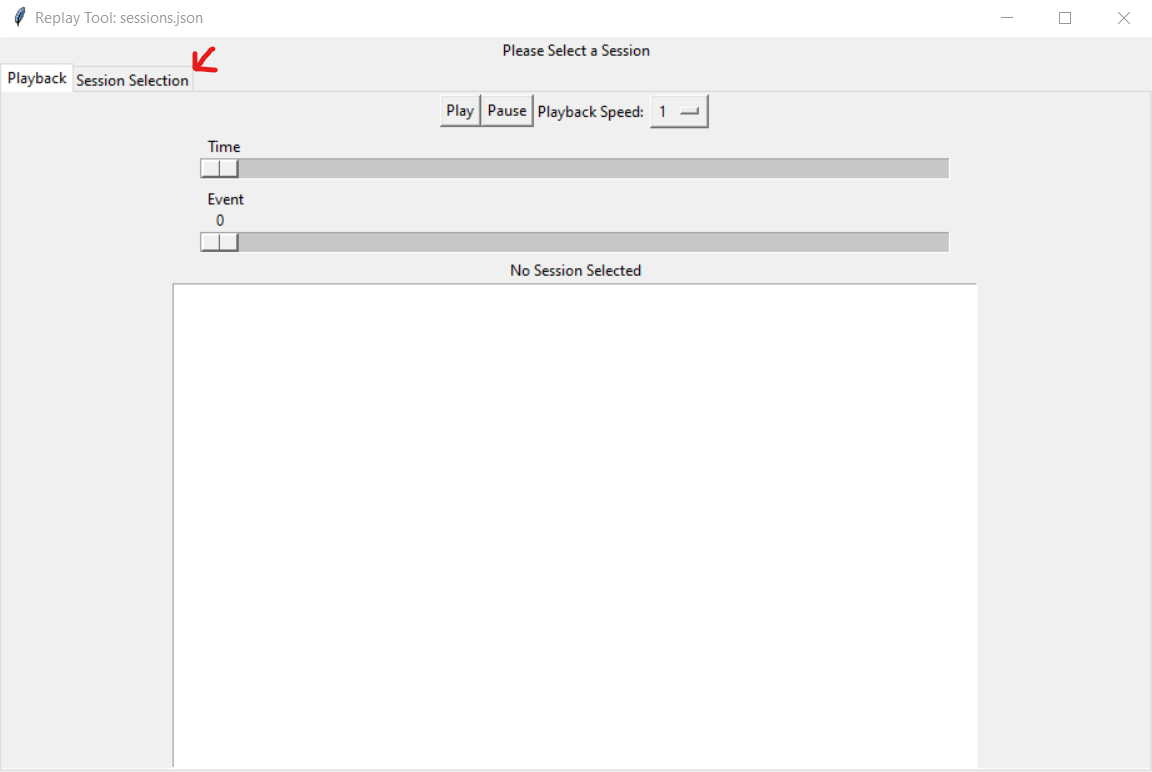 Replay Tool: sessions.json
Please Select a Session
Playback Session Selection
Play Pause Playback Speed: 1
Time
Event
0
No Session Selected